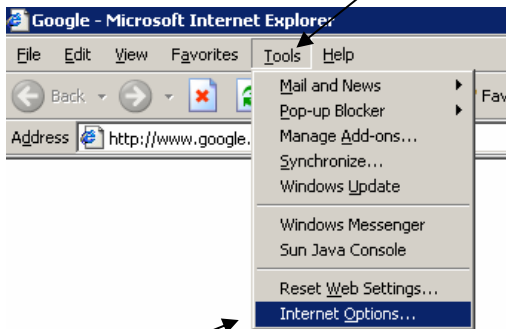 Google - Microsoft Internet Explorer
File Edit View Favorites Tools Help
Back
Address http://www.google.
Mail and News
Pop-up Blocker
Manage Add-ons...
Synchronize...
Windows Update
Windows Messenger
Sun Java Console
Reset Web Settings...
Internet Options...
Fav